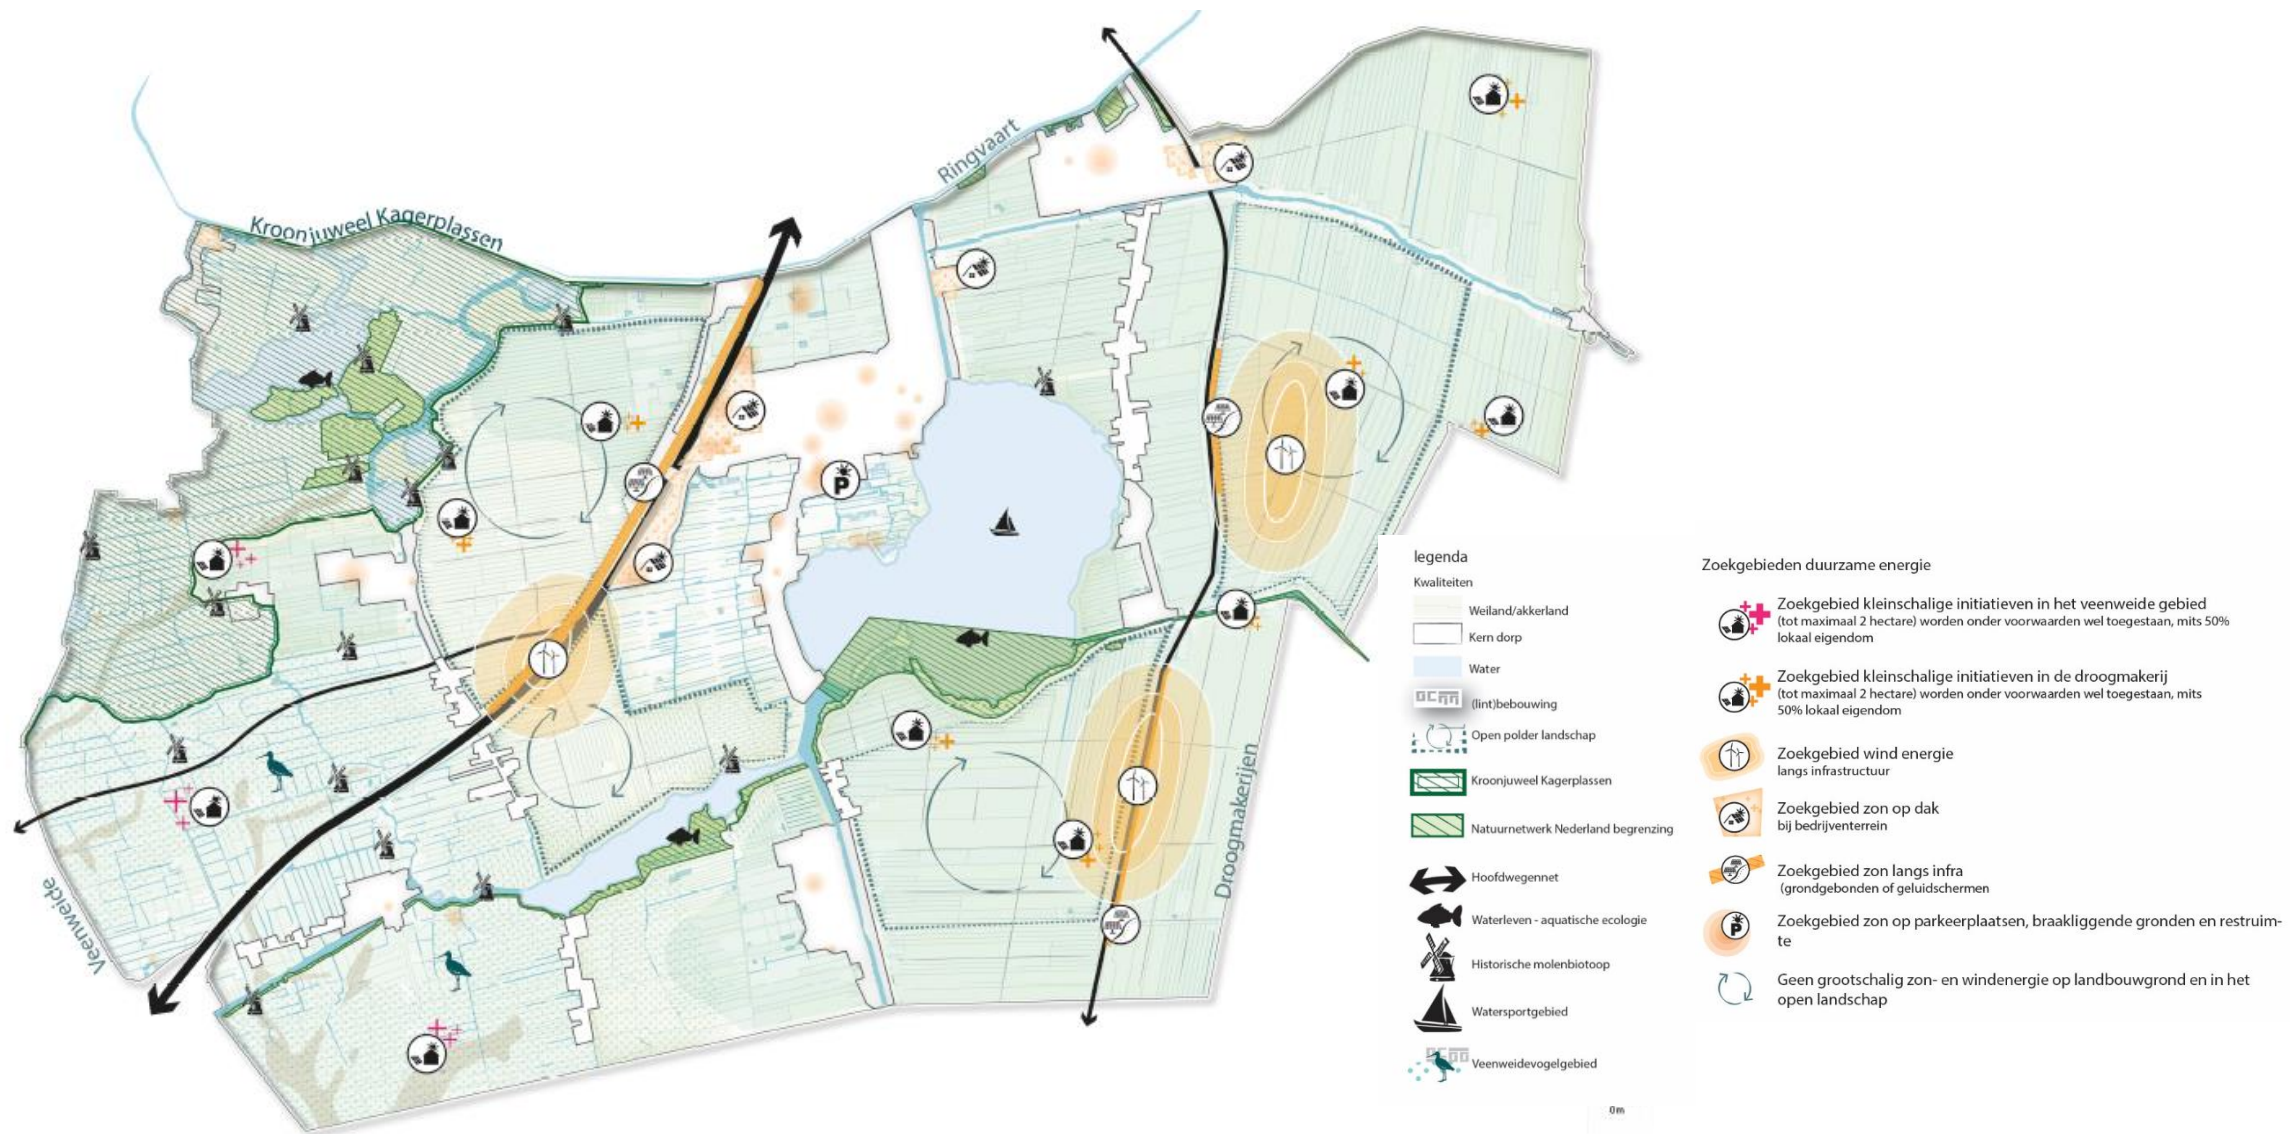 Kroonjuweel Kagerplassen
Ringvaart
Veenweide
Droogmakerijen
P
legenda
Kwaliteiten
Weiland/akkerland
Kern dorp
Water
(lint)bebouwing
Open polder landschap
Kroonjuweel Kagerplassen
Natuurnetwerk Nederland begrenzing
Hoofdwegennet
Waterleven - aquatische ecologie
Historische molenbiotoop
Watersportgebied
Veenweidevogelgebied
Zoekgebieden duurzame energie
Zoekgebied kleinschalige initiatieven in het veenweide gebied
(tot maximaal 2 hectare) worden onder voorwaarden wel toegestaan, mits 50%
lokaal eigendom
Zoekgebied kleinschalige initiatieven in de droogmakerij
(tot maximaal 2 hectare) worden onder voorwaarden wel toegestaan, mits
50% lokaal eigendom
Zoekgebied wind energie
langs infrastructuur
Zoekgebied zon op dak
bij bedrijventerrein
Zoekgebied zon langs infra
(grondgebonden of geluidschermen
P
Zoekgebied zon op parkeerplaatsen, braakliggende gronden en restruim-
te
Geen grootschalig zon- en windenergie op landbouwgrond en in het
open landschap
0m